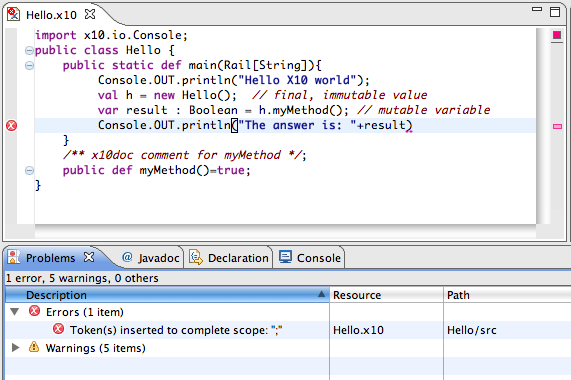 Hello.x10
import x10.io.Console;
public class Hello {
public static def main(Rail[String]){
Console.OUT.println("Hello X10 world");
val h = new Hello(); // final, immutable value
var result : Boolean = h.myMethod(); // mutable variable
Console.OUT.println("The answer is: "+result)
}
/** x10doc comment for myMethod */;
public def myMethod()=true;
}
Problems @ Javadoc Declaration Console
1 error, 5 warnings, 0 others
Description Resource Path
Errors (1 item)
Token(s) inserted to complete scope: ";" Hello.x10 Hello/src
Warnings (5 items)